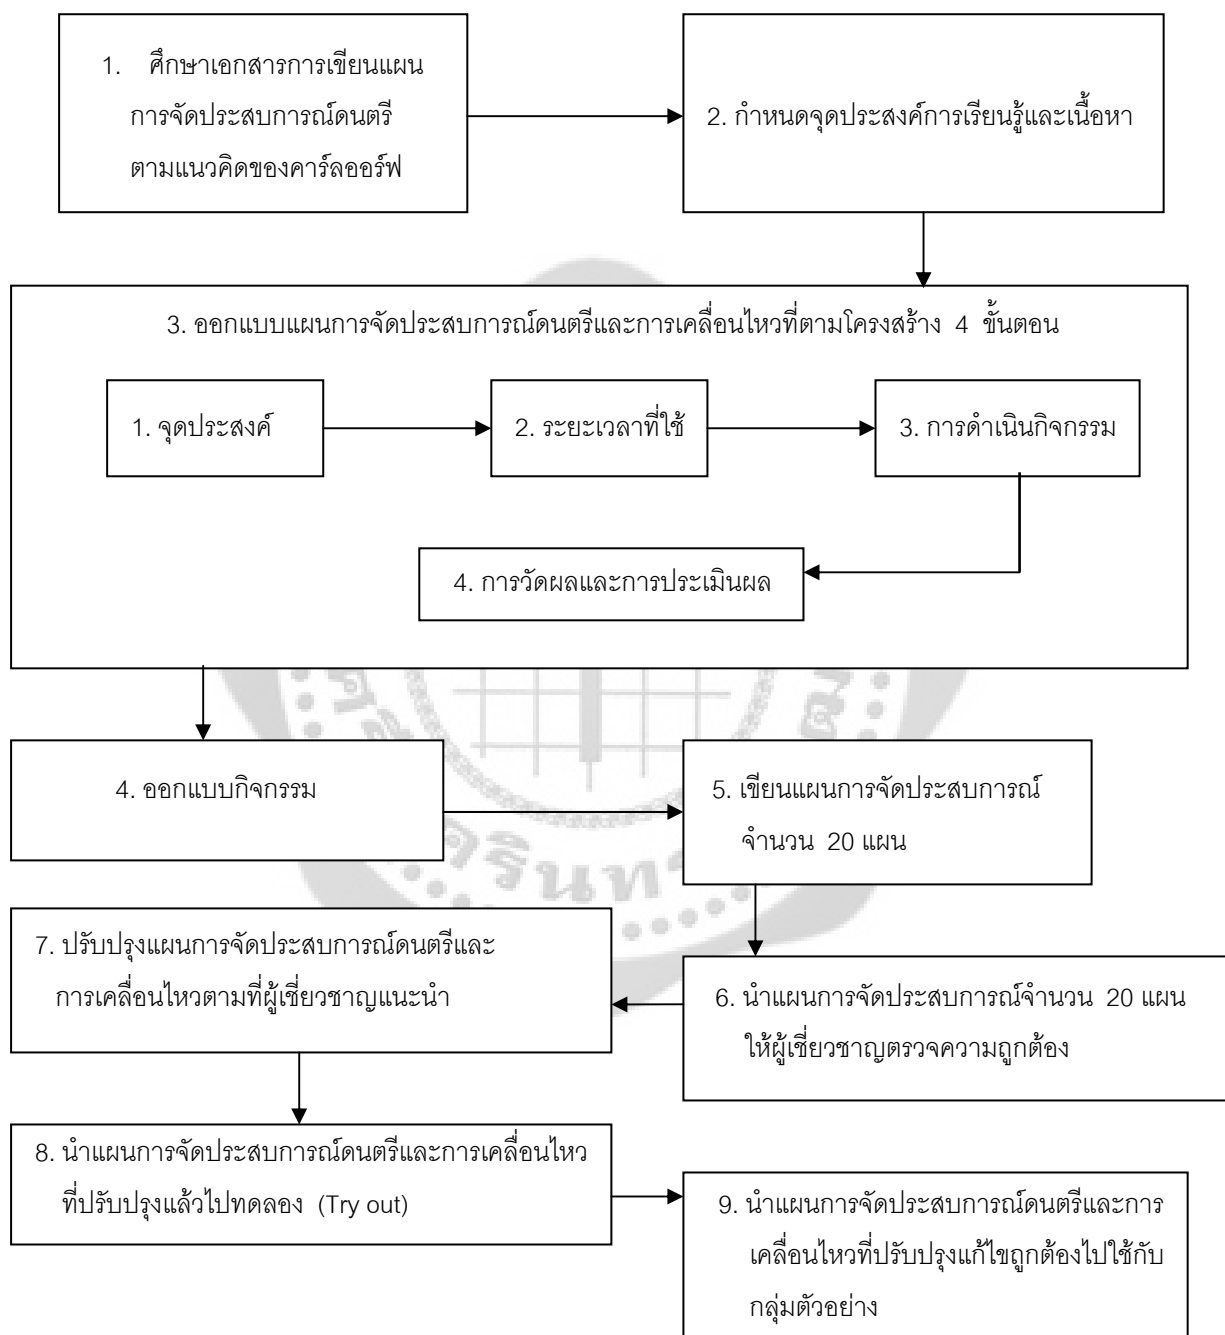 1. ศึกษาเอกสารการเขียนแผน
การจัดประสบการณ์ดนตรี
ตามแนวคิดของคาร์ลออร์ฟ
2. กำหนดจุดประสงค์การเรียนรู้และเนื้อหา
3. ออกแบบแผนการจัดประสบการณ์ดนตรีและการเคลื่อนไหวที่ตามโครงสร้าง 4 ขั้นตอน
1. จุดประสงค์
2. ระยะเวลาที่ใช้
3. การดำเนินกิจกรรม
4. การวัดผลและการประเมินผล
4. ออกแบบกิจกรรม
5. เขียนแผนการจัดประสบการณ์
จำนวน 20 แผน
6. นำแผนการจัดประสบการณ์จำนวน 20 แผน
ให้ผู้เชี่ยวชาญตรวจความถูกต้อง
7. ปรับปรุงแผนการจัดประสบการณ์ดนตรีและ
การเคลื่อนไหวตามที่ผู้เชี่ยวชาญแนะนำ
8. นำแผนการจัดประสบการณ์ดนตรีและการเคลื่อนไหว
ที่ปรับปรุงแล้วไปทดลอง (Try out)
9. นำแผนการจัดประสบการณ์ดนตรีและการ
เคลื่อนไหวที่ปรับปรุงแก้ไขถูกต้องไปใช้กับ
กลุ่มตัวอย่าง